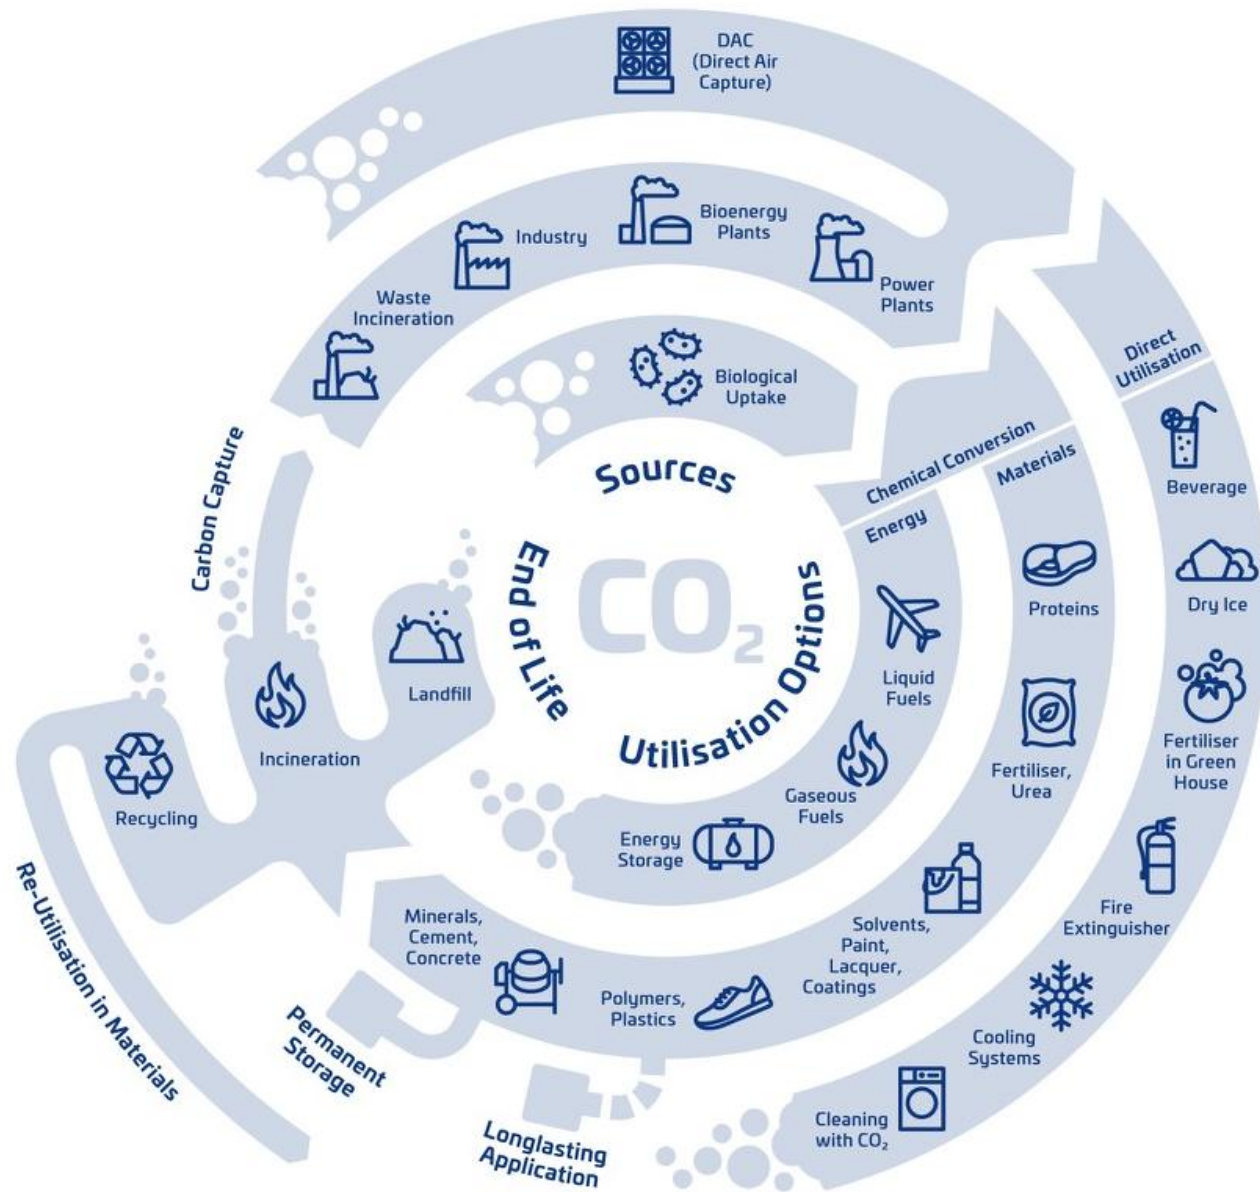 DAC
(Direct Air
Capture)
Bioenergy
Plants
Industry
Power
Plants
Waste
Incineration
Biological
Uptake
Sources
CO₂
End of Life
Utilisation Options
Carbon Capture
Direct
Utilisation
Chemical Conversion
Materials
Energy
Beverage
Dry Ice
Fertiliser
in Green
House
Fire
Extinguisher
Cooling
Systems
Cleaning
with CO₂
Proteins
Fertiliser,
Urea
Solvents,
Paint,
Lacquer,
Coatings
Polymers,
Plastics
Minerals,
Cement,
Concrete
Liquid
Fuels
Gaseous
Fuels
Energy
Storage
Landfill
Incineration
Recycling
Re-Utilisation in Materials
Permanent
Storage
Longlasting
Application